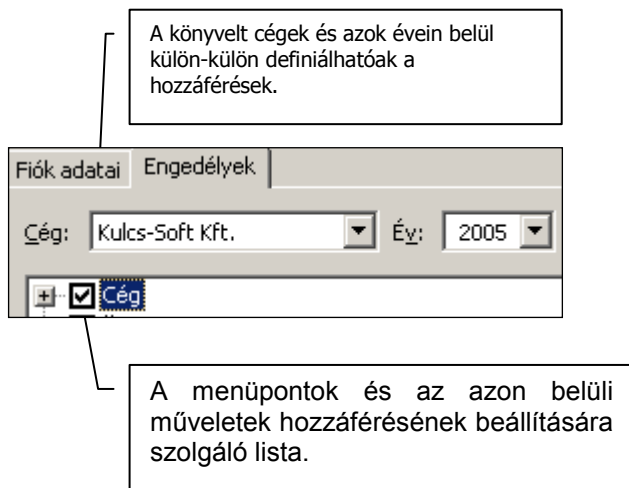 A könyvelt cégek és azok évein belül
külön-külön definiálhatóak a
hozzáférések.
Fiók adatai Engedélyek
Cég: Kulcs-Soft Kft. Év: 2005
Cég
A menüpontok és az azon belüli
műveletek hozzáférésének beállítására
szolgáló lista.